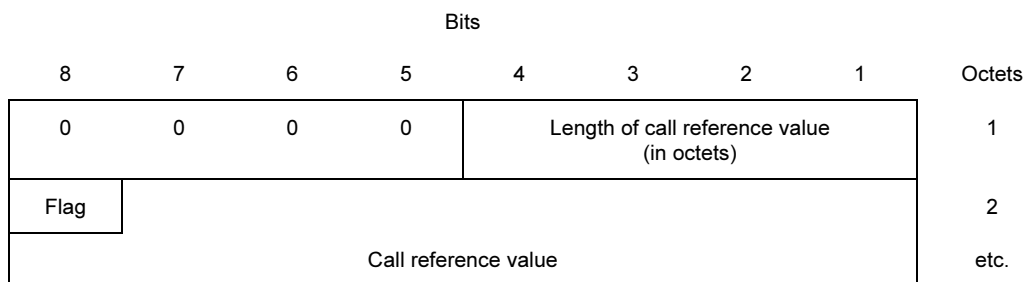 Bits
8 7 6 5 4 3 2 1 Octets
0 0 0 0 Length of call reference value 1
(in octets)
Flag 2
Call reference value etc.